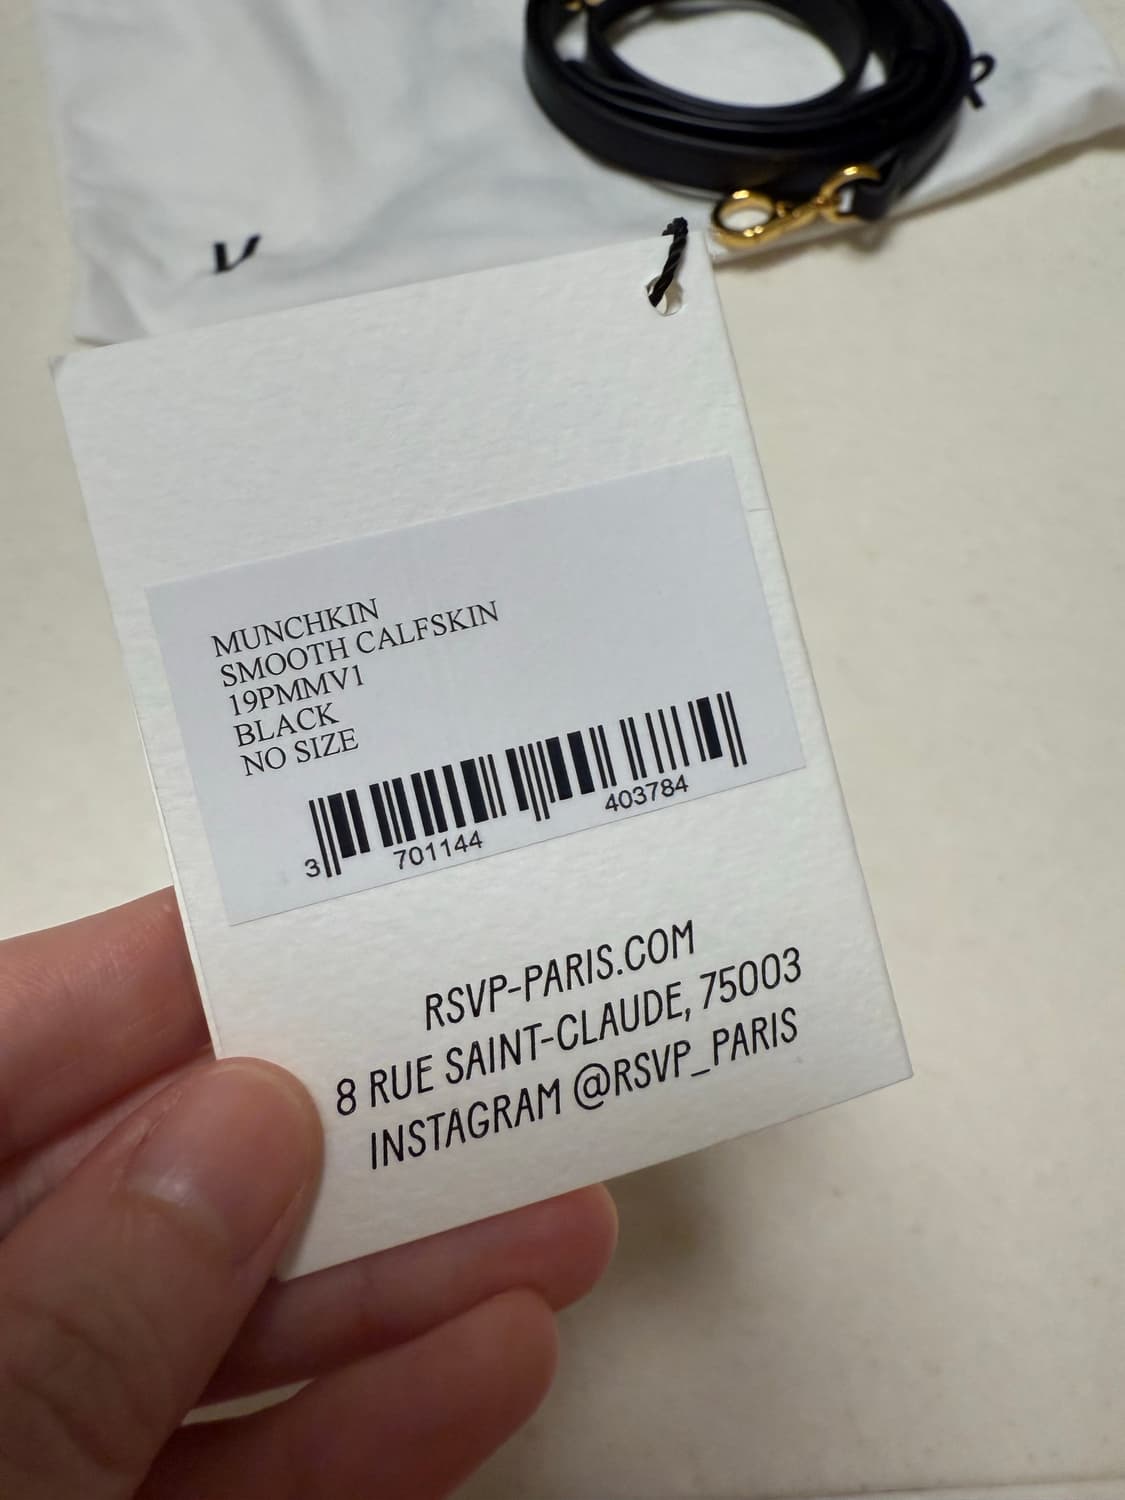 V
P
MUNCHKIN
SMOOTH CALFSKIN
19PMMV1
BLACK
NO SIZE
3 701144 403784
RSVP-PARIS.COM
8 RUE SAINT-CLAUDE, 75003
INSTAGRAM @RSVP_PARIS